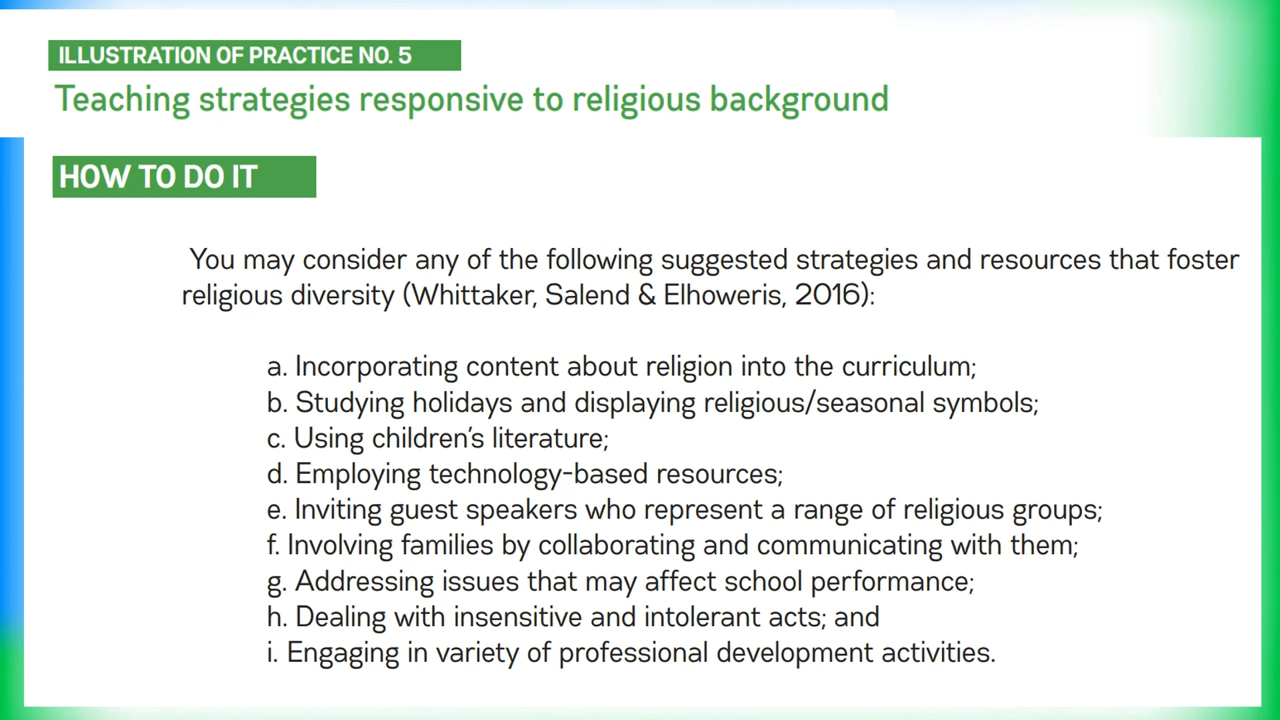 ILLUSTRATION OF PRACTICE NO. 5
Teaching strategies responsive to religious background
HOW TO DO IT
You may consider any of the following suggested strategies and resources that foster
religious diversity (Whittaker, Salend & Elhoweris, 2016):
a. Incorporating content about religion into the curriculum;
b. Studying holidays and displaying religious/seasonal symbols;
c. Using children's literature;
d. Employing technology-based resources;
e. Inviting guest speakers who represent a range of religious groups;
f. Involving families by collaborating and communicating with them;
g. Addressing issues that may affect school performance;
h. Dealing with insensitive and intolerant acts; and
i. Engaging in variety of professional development activities.